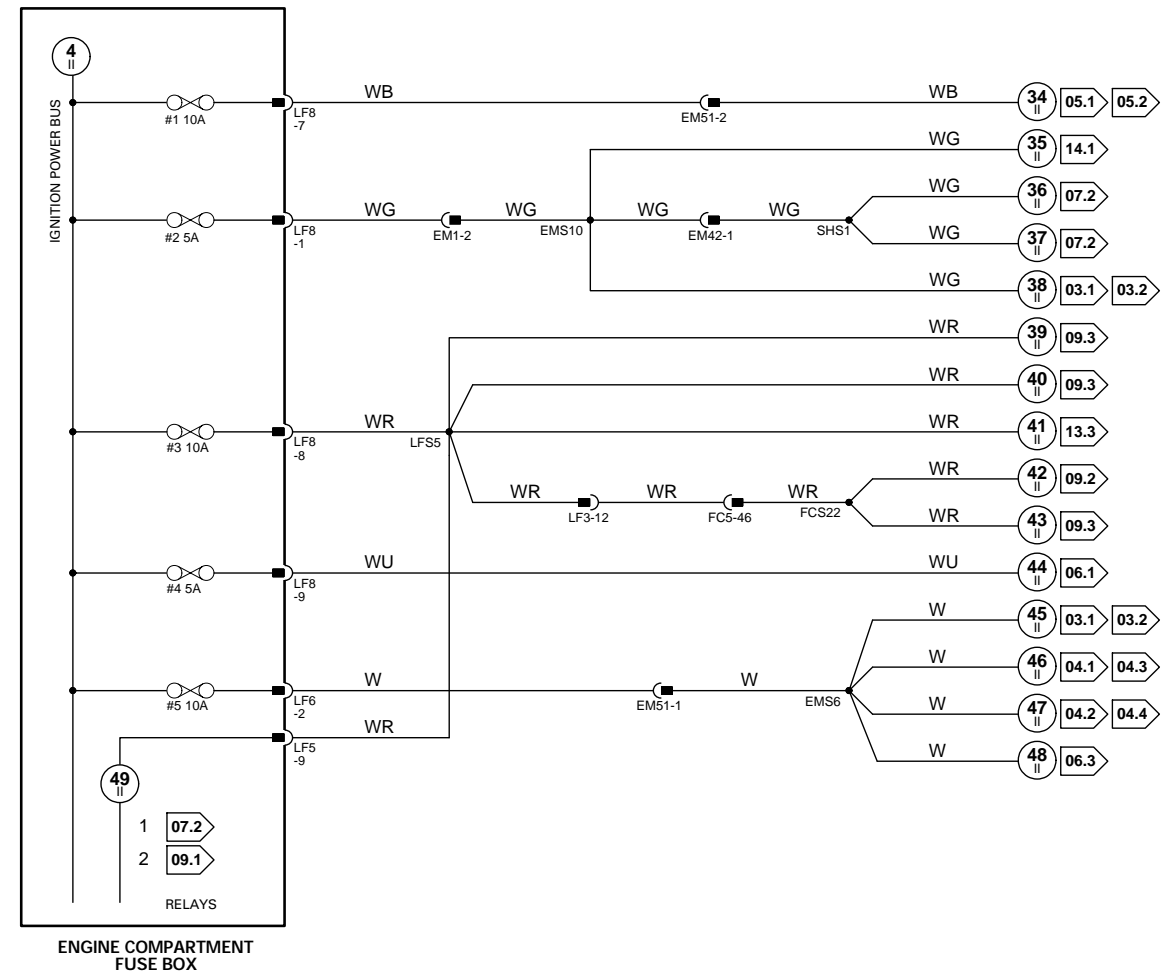 4
II
IGNITION POWER BUS
#1 10A
LF8
-7
WB
EM51-2
WB
34
II
05.1
05.2
WG
35
II
14.1
WG
36
II
07.2
#2 5A
LF8
-1
WG
EM1-2
WG
EMS10
WG
EM42-1
WG
SHS1
WG
37
II
07.2
WG
38
II
03.1
03.2
WR
39
II
09.3
WR
40
II
09.3
#3 10A
LF8
-8
WR
LFS5
WR
41
II
13.3
WR
LF3-12
WR
FC5-46
WR
FCS22
WR
42
II
09.2
WR
43
II
09.3
#4 5A
LF8
-9
WU
WU
44
II
06.1
W
45
II
03.1
03.2
W
46
II
04.1
04.3
#5 10A
LF6
-2
W
EM51-1
W
EMS6
W
47
II
04.2
04.4
LF5
-9
WR
W
48
II
06.3
49
II
1 07.2
2 09.1
RELAYS
ENGINE COMPARTMENT
FUSE BOX